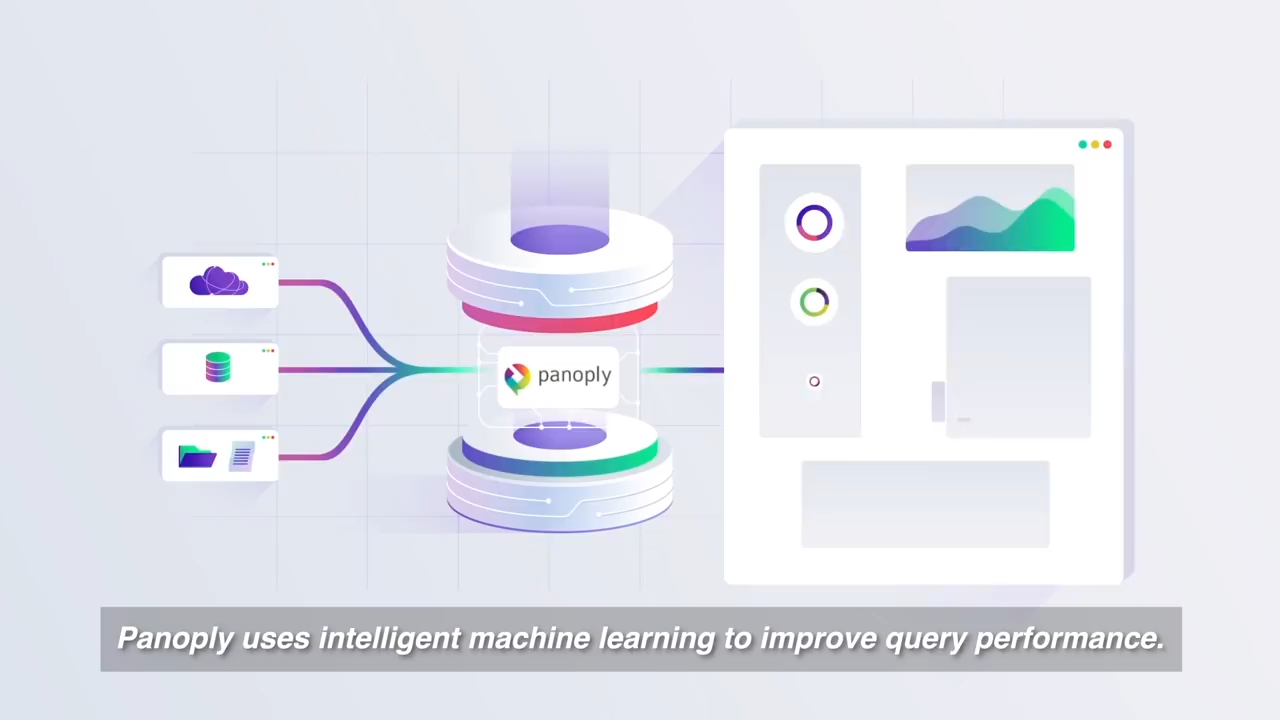 panoply
Panoply uses intelligent machine learning to improve query performance.